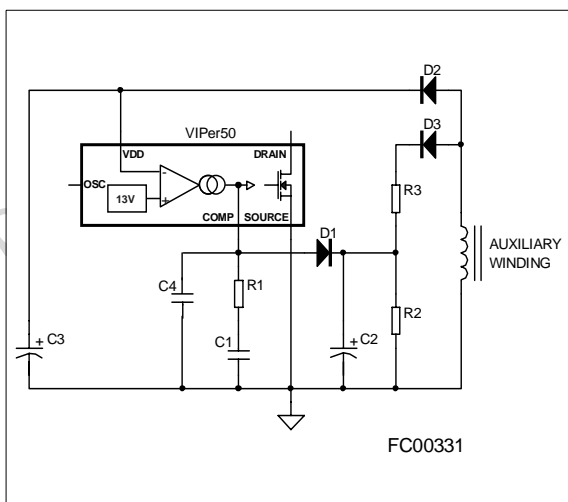 D2
D3
VIPer50
VDD
DRAIN
-
OSC
13V
+
COMP SOURCE
R3
D1
AUXILIARY
WINDING
C4
R1
R2
+
C3
C1
+
C2
FC00331